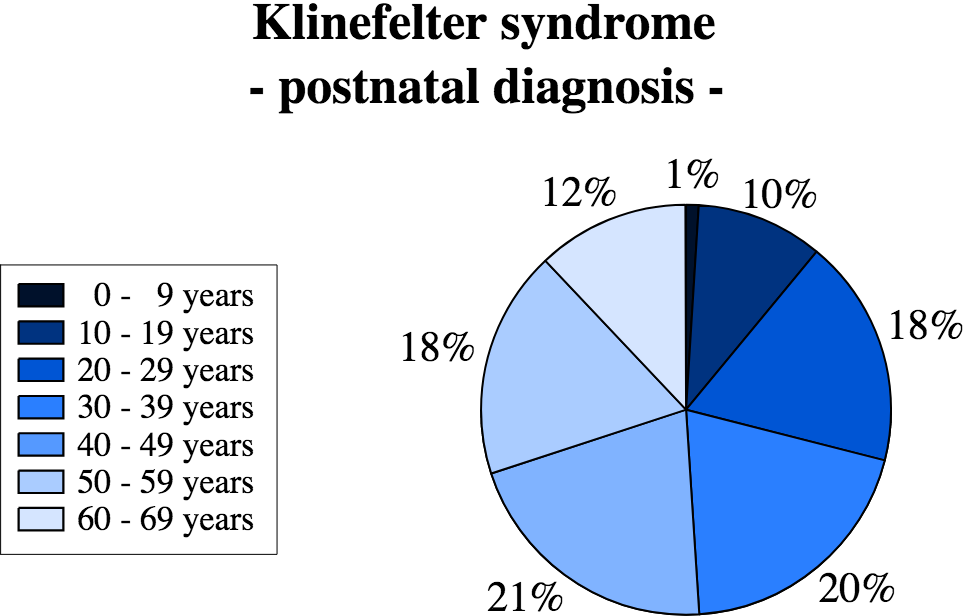 Klinefelter syndrome
- postnatal diagnosis -
12%
1%
10%
18%
18%
21%
20%
0 - 9 years
10 - 19 years
20 - 29 years
30 - 39 years
40 - 49 years
50 - 59 years
60 - 69 years